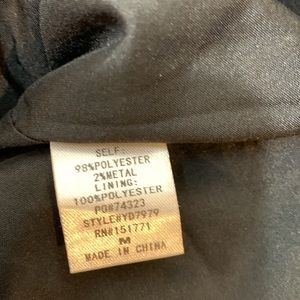 SELF:
98%POLYESTER
2%METAL
LINING:
100%POLYESTER
PO#74323
STYLE#YD7979
RN#151771
M
MADE IN CHINA